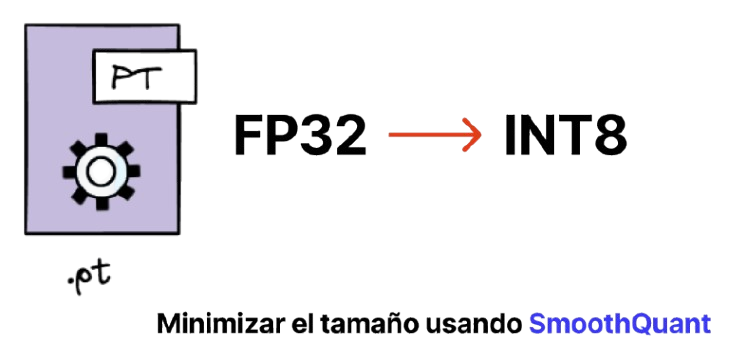 PT
FP32 → INT8
.pt
Minimizar el tamaño usando SmoothQuant